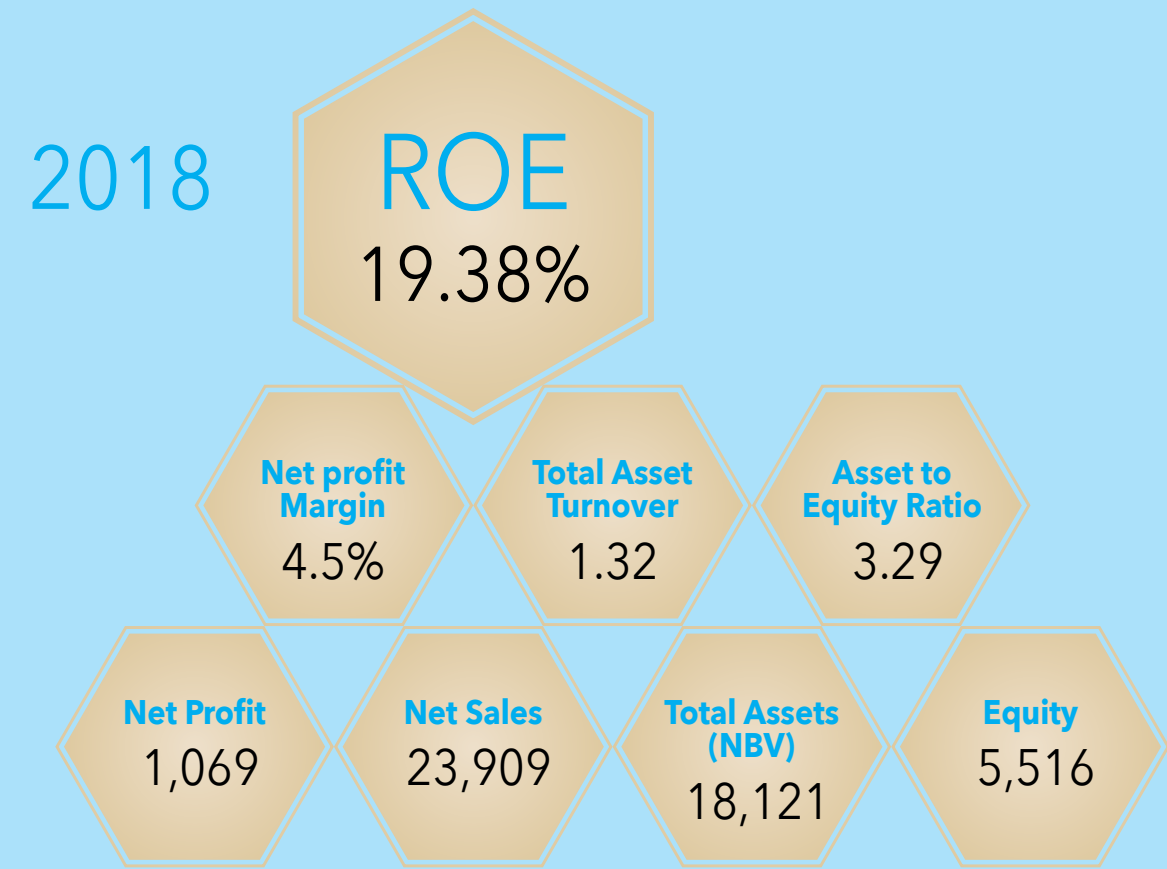 2018
ROE
19.38%
Net profit
Margin
4.5%
Total Asset
Turnover
1.32
Asset to
Equity Ratio
3.29
Net Profit
1,069
Net Sales
23,909
Total Assets
(NBV)
18,121
Equity
5,516